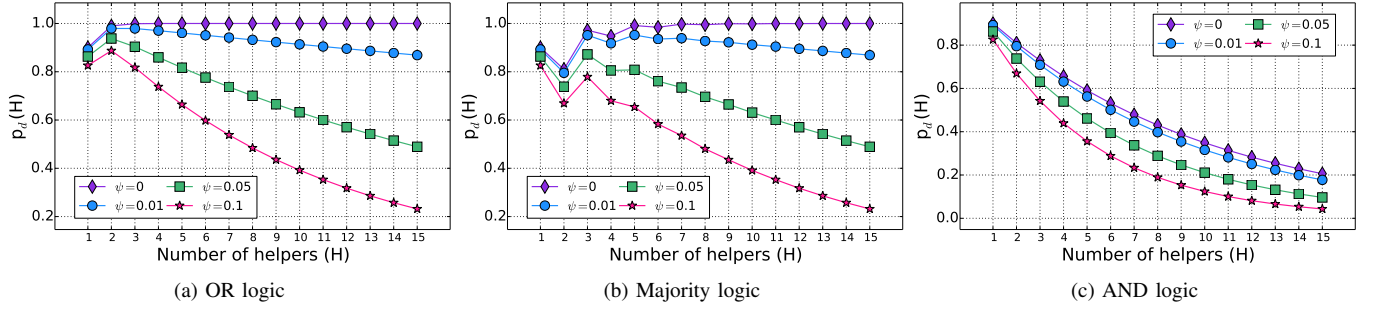 1.0
0.8
0.6
0.4
0.2
p_d(H)
ψ=0
ψ=0.05
ψ=0.01
ψ=0.1
1 2 3 4 5 6 7 8 9 10 11 12 13 14 15
Number of helpers (H)
(a) OR logic
1.0
0.8
0.6
0.4
0.2
p_d(H)
ψ=0
ψ=0.05
ψ=0.01
ψ=0.1
1 2 3 4 5 6 7 8 9 10 11 12 13 14 15
Number of helpers (H)
(b) Majority logic
ψ=0
ψ=0.05
ψ=0.01
ψ=0.1
0.8
0.6
0.4
0.2
0.0
p_d(H)
1 2 3 4 5 6 7 8 9 10 11 12 13 14 15
Number of helpers (H)
(c) AND logic